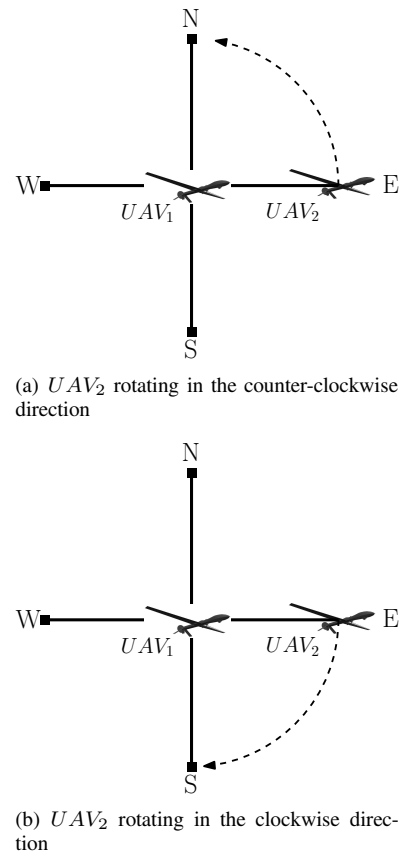 N
W
E
UAV₁
UAV₂
S
(a) UAV₂ rotating in the counter-clockwise
direction
N
W
E
UAV₁
UAV₂
S
(b) UAV₂ rotating in the clockwise direc-
tion